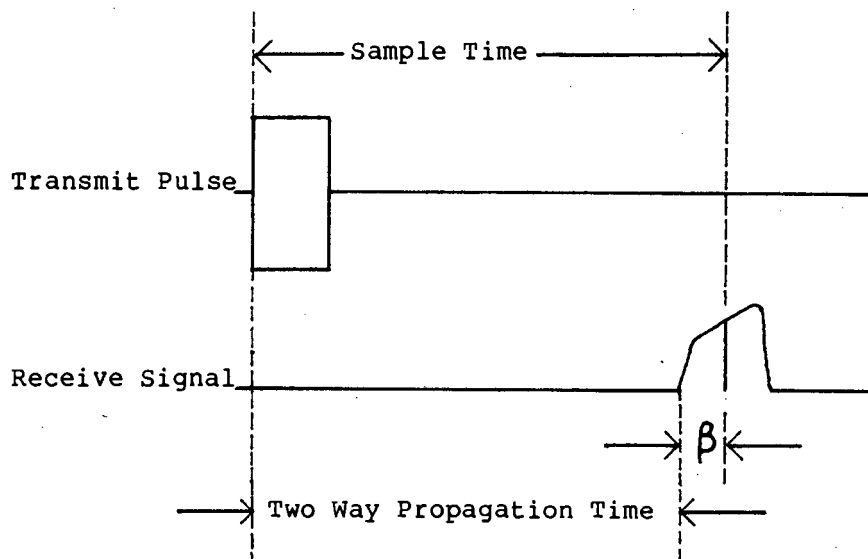 Sample Time
Transmit Pulse
Receive Signal
β
Two Way Propagation Time